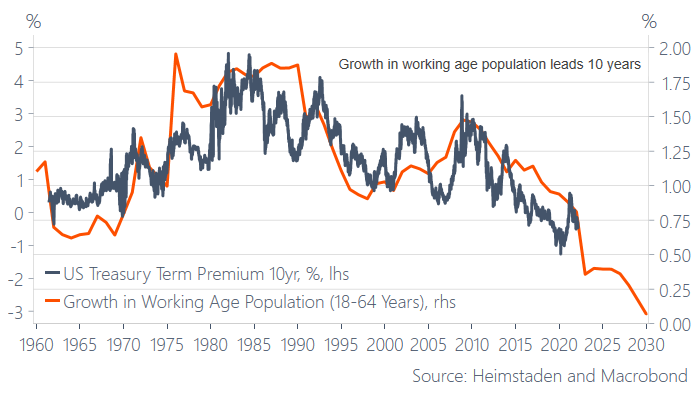 % %
Growth in working age population leads 10 years
5 2.00
4 1.75
3 1.50
2 1.25
1 1.00
0 0.75
-1 0.50
-2 0.25
-3 0.00
US Treasury Term Premium 10yr, %, lhs
Growth in Working Age Population (18-64 Years), rhs
1960 1965 1970 1975 1980 1985 1990 1995 2000 2005 2010 2015 2020 2025 2030
Source: Heimstaden and Macrobond